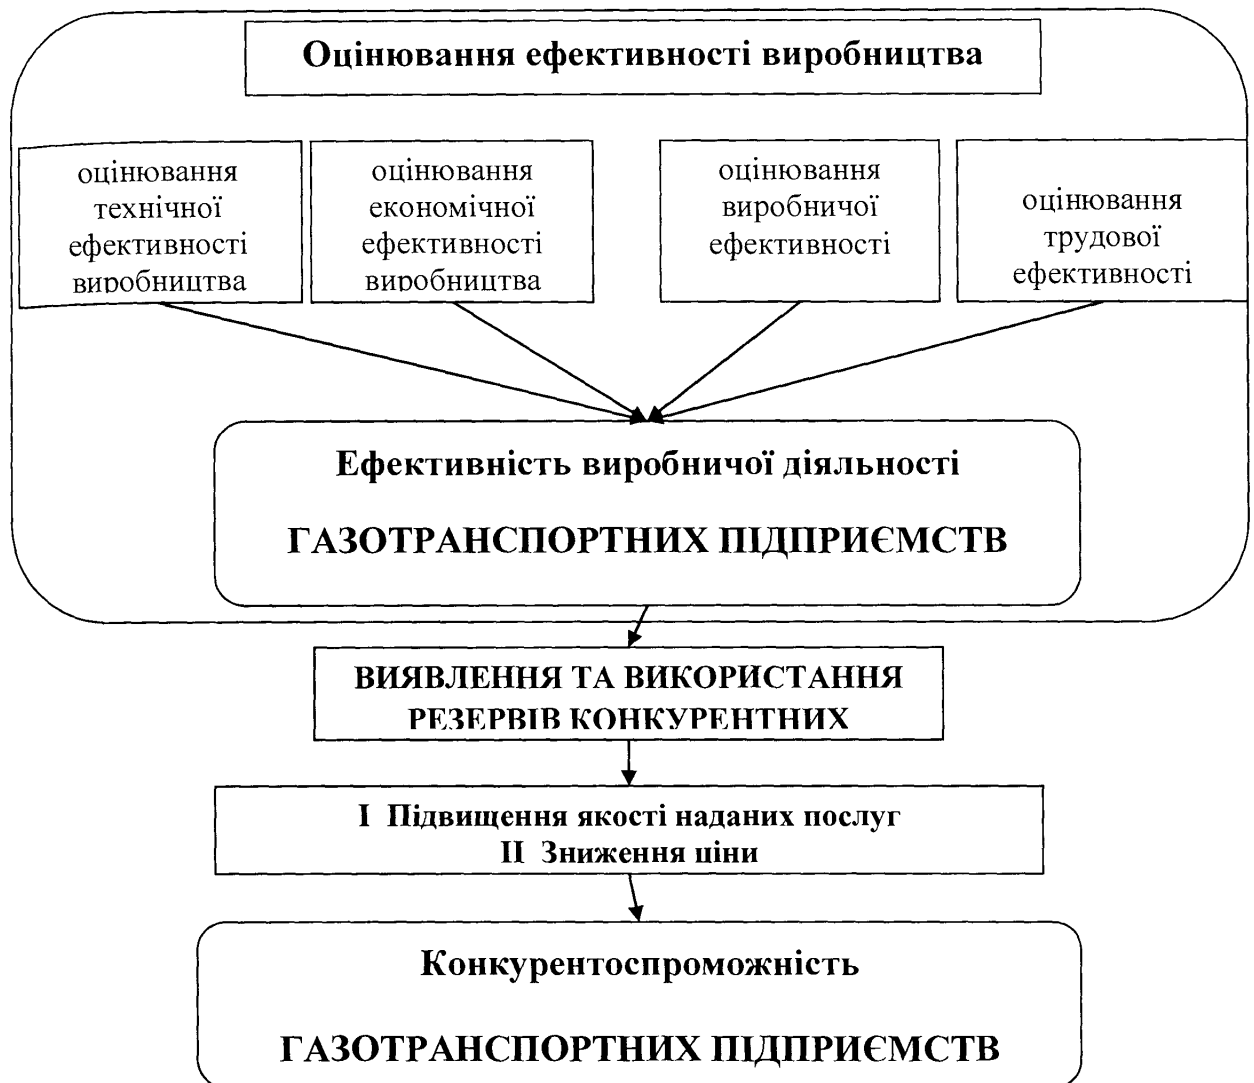 Оцінювання ефективності виробництва
оцінювання
технічної
ефективності
виробництва
оцінювання
економічної
ефективності
виробництва
оцінювання
виробничої
ефективності
оцінювання
трудової
ефективності
Ефективність виробничої діяльності
ГАЗОТРАНСПОРТНИХ ПІДПРИЄМСТВ
ВИЯВЛЕННЯ ТА ВИКОРИСТАННЯ
РЕЗЕРВІВ КОНКУРЕНТНИХ
I Підвищення якості наданих послуг
II Зниження ціни
Конкурентоспроможність
ГАЗОТРАНСПОРТНИХ ПІДПРИЄМСТВ